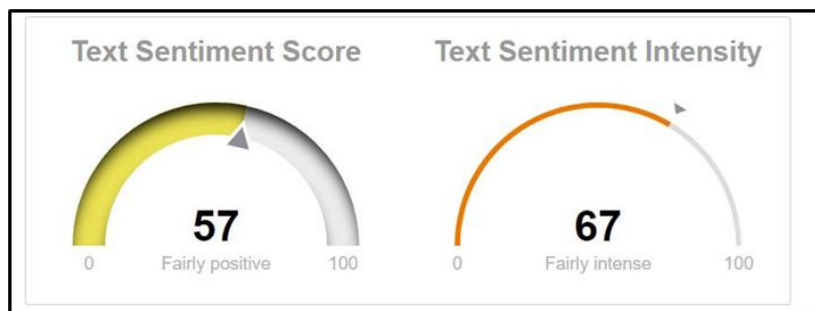 Text Sentiment Score
57
0 Fairly positive 100
Text Sentiment Intensity
67
0 Fairly intense 100